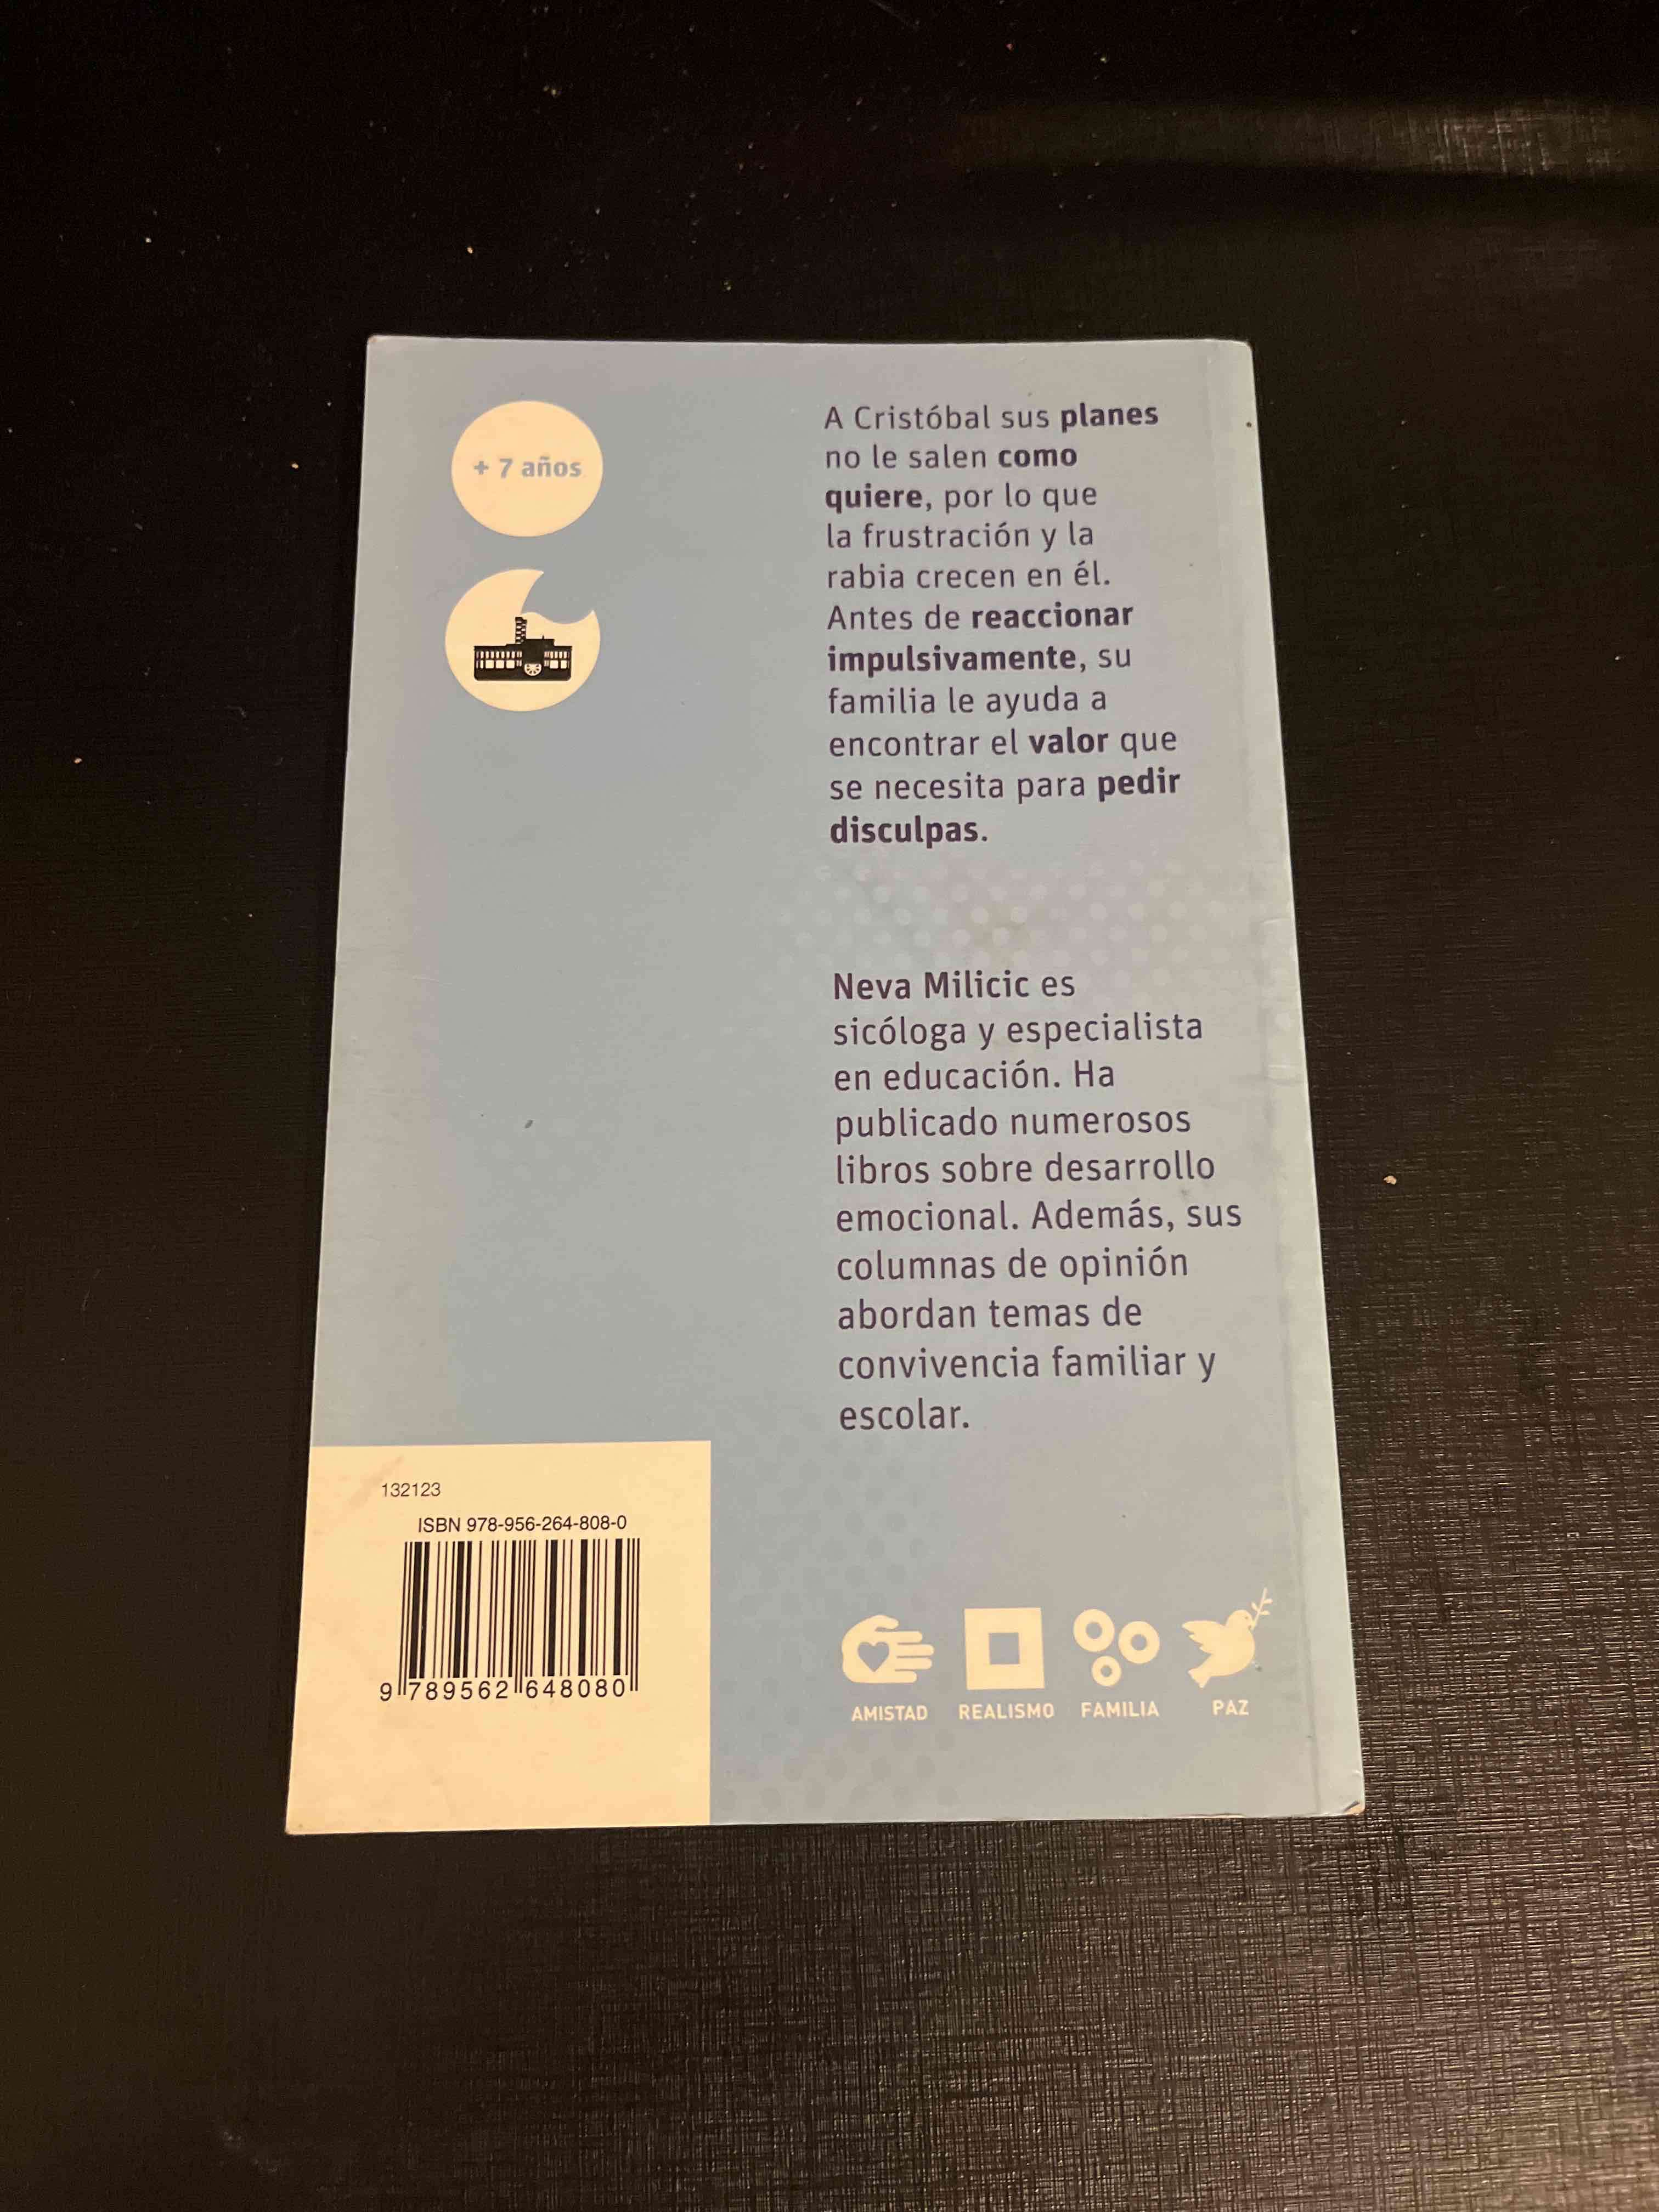 + 7 años
A Cristóbal sus planes
no le salen como
quiere, por lo que
la frustración y la
rabia crecen en él.
Antes de reaccionar
impulsivamente, su
familia le ayuda a
encontrar el valor que
se necesita para pedir
disculpas.
Neva Milicic es
sicóloga y especialista
en educación. Ha
publicado numerosos
libros sobre desarrollo
emocional. Además, sus
columnas de opinión
abordan temas de
convivencia familiar y
escolar.
132123
ISBN 978-956-264-808-0
9 789562 648080
AMISTAD REALISMO FAMILIA PAZ